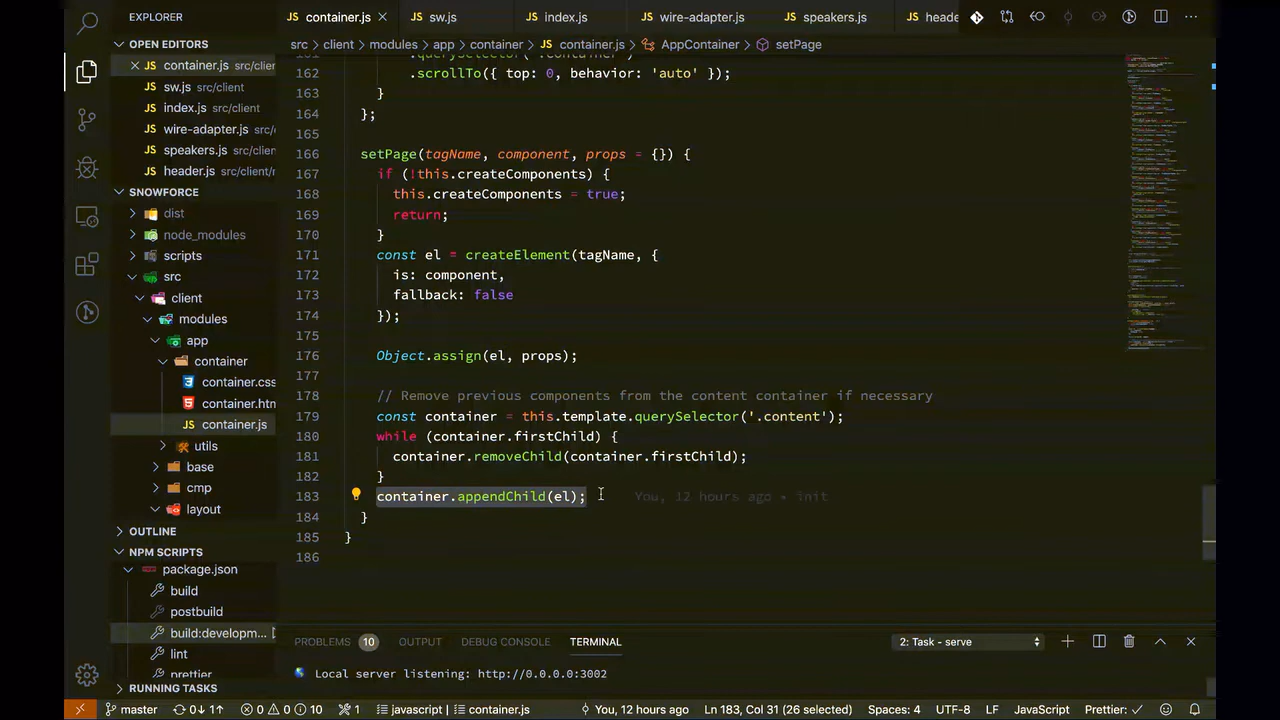 EXPLORER
OPEN EDITORS
container.js src/clien
sw.js src/client
index.js src/client
wire-adapter.js src/c
speakers.js src/clien
header.js src/client/r
SNOWFORCE
dist
node_modules
scripts
src
client
modules
app
container
container.css
container.htn
container.js
utils
base
cmp
layout
OUTLINE
NPM SCRIPTS
package.json
build
postbuild
build:developm...
lint
prettier
RUNNING TASKS
JS container.js JS sw.js JS index.js JS wire-adapter.js JS speakers.js JS heade
src > client > modules > app > container > JS container.js > AppContainer > setPage
162 .scrollTo({ top: 0, behavior: 'auto' });
163 }
164 };
165
166 setPage(tagName, component, props = {}) {
167 if (!this.createComponents) {
168 this.createComponents = true;
169 return;
170 }
171 const el = createElement(tagName, {
172 is: component,
173 fallback: false
174 });
175
176 Object.assign(el, props);
177
178 // Remove previous components from the content container if necessary
179 const container = this.template.querySelector('.content');
180 while (container.firstChild) {
181 container.removeChild(container.firstChild);
182 }
183 container.appendChild(el); You, 12 hours ago • init
184 }
185 }
186
PROBLEMS 10 OUTPUT DEBUG CONSOLE TERMINAL 2: Task - serve
Local server listening: http://0.0.0.0:3002
master 0↓ 1↑ 0 0 10 1 javascript | container.js You, 12 hours ago Ln 183, Col 31 (26 selected) Spaces: 4 UTF-8 LF JavaScript Prettier: ✓